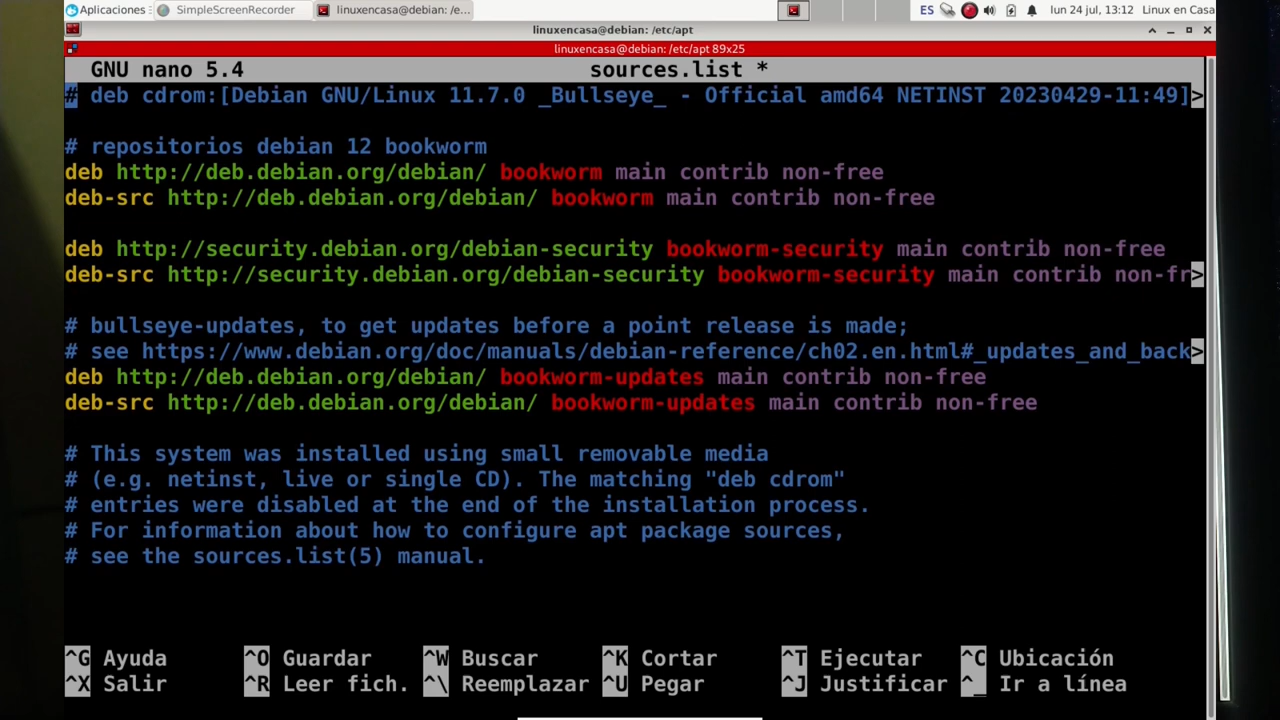 Aplicaciones SimpleScreenRecorder linuxencasa@debian: /e... ES lun 24 jul, 13:12 Linux en Casa
linuxencasa@debian: /etc/apt
linuxencasa@debian: /etc/apt 89x25
GNU nano 5.4 sources.list *
# deb cdrom:[Debian GNU/Linux 11.7.0 _Bullseye_ - Official amd64 NETINST 20230429-11:49]>
# repositorios debian 12 bookworm
deb http://deb.debian.org/debian/ bookworm main contrib non-free
deb-src http://deb.debian.org/debian/ bookworm main contrib non-free
deb http://security.debian.org/debian-security bookworm-security main contrib non-free
deb-src http://security.debian.org/debian-security bookworm-security main contrib non-fr>
# bullseye-updates, to get updates before a point release is made;
# see https://www.debian.org/doc/manuals/debian-reference/ch02.en.html#_updates_and_back>
deb http://deb.debian.org/debian/ bookworm-updates main contrib non-free
deb-src http://deb.debian.org/debian/ bookworm-updates main contrib non-free
# This system was installed using small removable media
# (e.g. netinst, live or single CD). The matching "deb cdrom"
# entries were disabled at the end of the installation process.
# For information about how to configure apt package sources,
# see the sources.list(5) manual.
^G Ayuda ^O Guardar ^W Buscar ^K Cortar ^T Ejecutar ^C Ubicación
^X Salir ^R Leer fich. ^\ Reemplazar ^U Pegar ^J Justificar ^_ Ir a línea